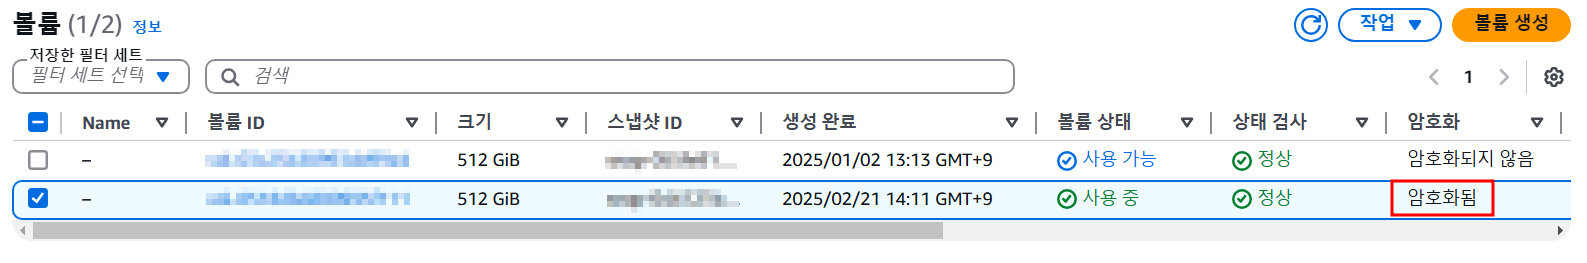 볼륨 (1/2) 정보
작업
볼륨 생성
저장한 필터 세트
필터 세트 선택
검색
1
Name 볼륨 ID 크기 스냅샷 ID 생성 완료 볼륨 상태 상태 검사 암호화
– 512 GiB 2025/01/02 13:13 GMT+9 사용 가능 정상 암호화되지 않음
– 512 GiB 2025/02/21 14:11 GMT+9 사용 중 정상 암호화됨